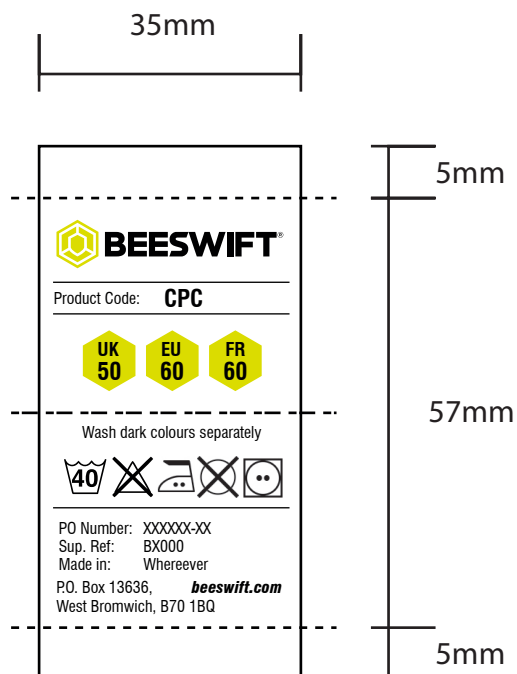 35mm
5mm
BEESWIFT®
Product Code: CPC
UK EU FR
50 60 60
57mm
Wash dark colours separately
40
PO Number: XXXXXX-XX
Sup. Ref: BX000
Made in: Whereever
P.O. Box 13636, beeswift.com
West Bromwich, B70 1BQ
5mm